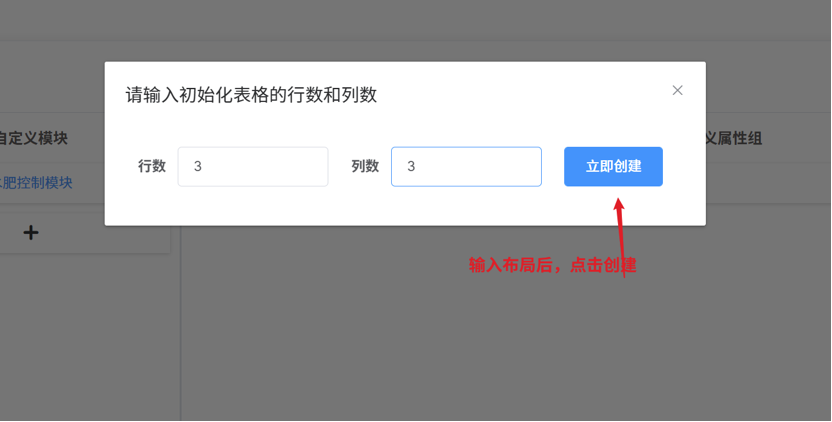 请输入初始化表格的行数和列数
自定义模块
义属性组
行数 3 列数 3 立即创建
肥控制模块
输入布局后，点击创建